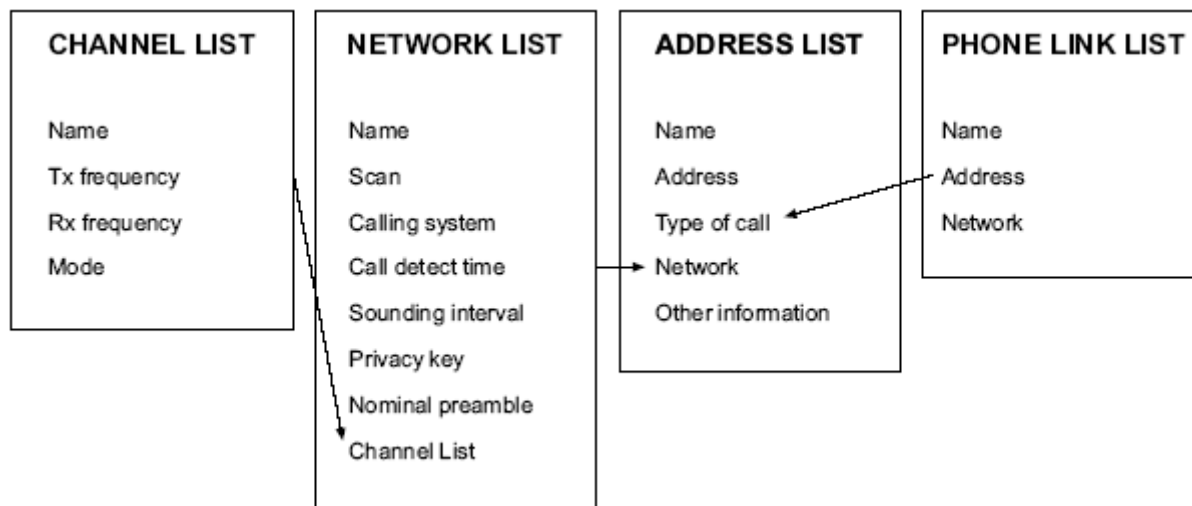 CHANNEL LIST
Name
Tx frequency
Rx frequency
Mode
NETWORK LIST
Name
Scan
Calling system
Call detect time
Sounding interval
Privacy key
Nominal preamble
Channel List
ADDRESS LIST
Name
Address
Type of call
Network
Other information
PHONE LINK LIST
Name
Address
Network